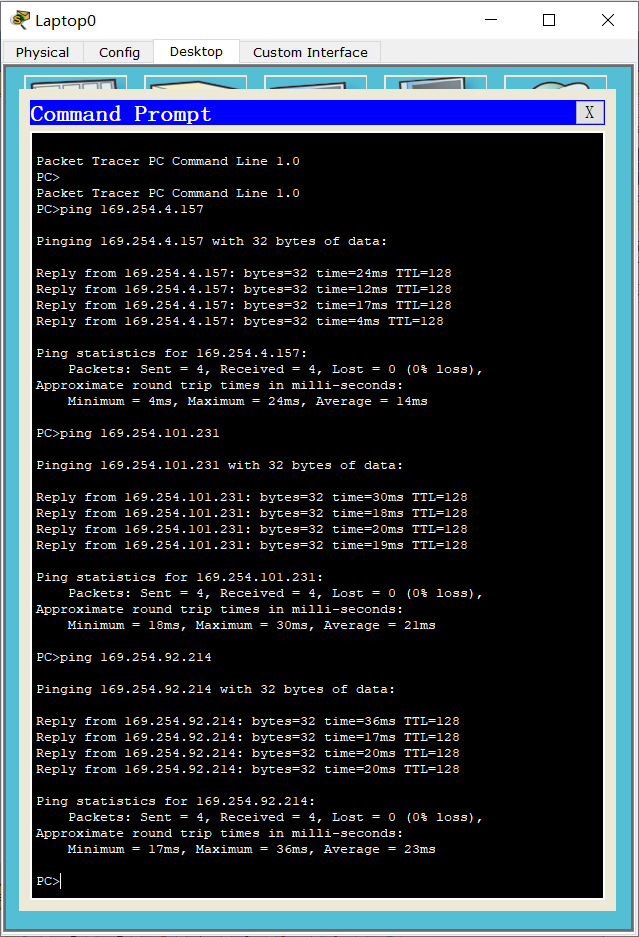 Laptop0
Physical Config Desktop Custom Interface
Command Prompt X
Packet Tracer PC Command Line 1.0
PC>
Packet Tracer PC Command Line 1.0
PC>ping 169.254.4.157
Pinging 169.254.4.157 with 32 bytes of data:
Reply from 169.254.4.157: bytes=32 time=24ms TTL=128
Reply from 169.254.4.157: bytes=32 time=12ms TTL=128
Reply from 169.254.4.157: bytes=32 time=17ms TTL=128
Reply from 169.254.4.157: bytes=32 time=4ms TTL=128
Ping statistics for 169.254.4.157:
    Packets: Sent = 4, Received = 4, Lost = 0 (0% loss),
Approximate round trip times in milli-seconds:
    Minimum = 4ms, Maximum = 24ms, Average = 14ms
PC>ping 169.254.101.231
Pinging 169.254.101.231 with 32 bytes of data:
Reply from 169.254.101.231: bytes=32 time=30ms TTL=128
Reply from 169.254.101.231: bytes=32 time=18ms TTL=128
Reply from 169.254.101.231: bytes=32 time=20ms TTL=128
Reply from 169.254.101.231: bytes=32 time=19ms TTL=128
Ping statistics for 169.254.101.231:
    Packets: Sent = 4, Received = 4, Lost = 0 (0% loss),
Approximate round trip times in milli-seconds:
    Minimum = 18ms, Maximum = 30ms, Average = 21ms
PC>ping 169.254.92.214
Pinging 169.254.92.214 with 32 bytes of data:
Reply from 169.254.92.214: bytes=32 time=36ms TTL=128
Reply from 169.254.92.214: bytes=32 time=17ms TTL=128
Reply from 169.254.92.214: bytes=32 time=20ms TTL=128
Reply from 169.254.92.214: bytes=32 time=20ms TTL=128
Ping statistics for 169.254.92.214:
    Packets: Sent = 4, Received = 4, Lost = 0 (0% loss),
Approximate round trip times in milli-seconds:
    Minimum = 17ms, Maximum = 36ms, Average = 23ms
PC>